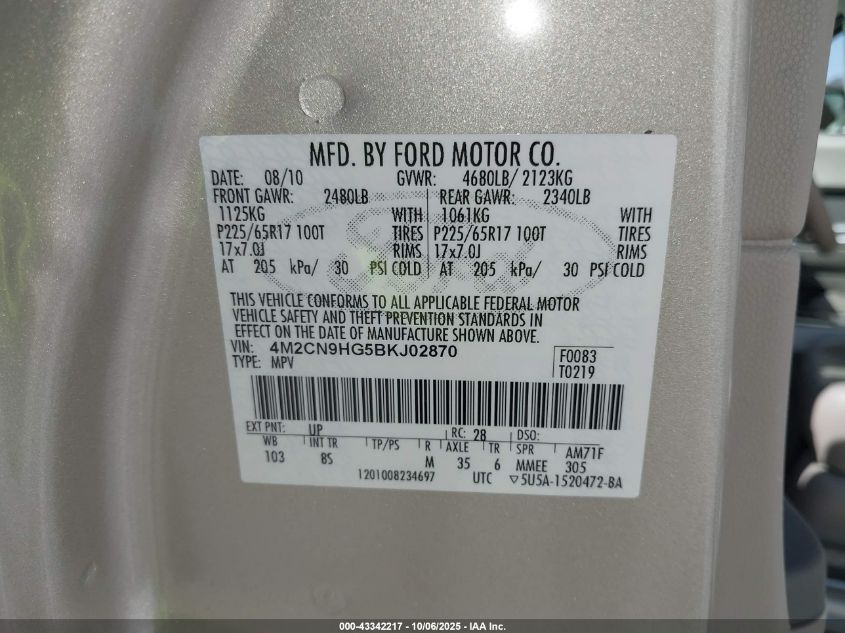 MFD. BY FORD MOTOR CO.
DATE: 08/10 GVWR: 4680LB/ 2123KG
FRONT GAWR: 2480LB REAR GAWR: 2340LB
1125KG WITH 1061KG WITH
P225/65R17 100T TIRES P225/65R17 100T TIRES
17x7.0J RIMS 17x7.0J RIMS
AT 205 kPa/ 30 PSI COLD AT 205 kPa/ 30 PSI COLD
THIS VEHICLE CONFORMS TO ALL APPLICABLE FEDERAL MOTOR
VEHICLE SAFETY AND THEFT PREVENTION STANDARDS IN
EFFECT ON THE DATE OF MANUFACTURE SHOWN ABOVE.
VIN: 4M2CN9HG5BKJ02870
TYPE: MPV
F0083
T0219
EXT PNT: UP RC: 28 DSO:
WB INT TR TP/PS R AXLE TR SPR AM71F
103 8S M 35 6 MMEE 305
1201008234697 UTC ▽5U5A-1520472-BA
000-43342217 - 10/06/2025 - IAA Inc.